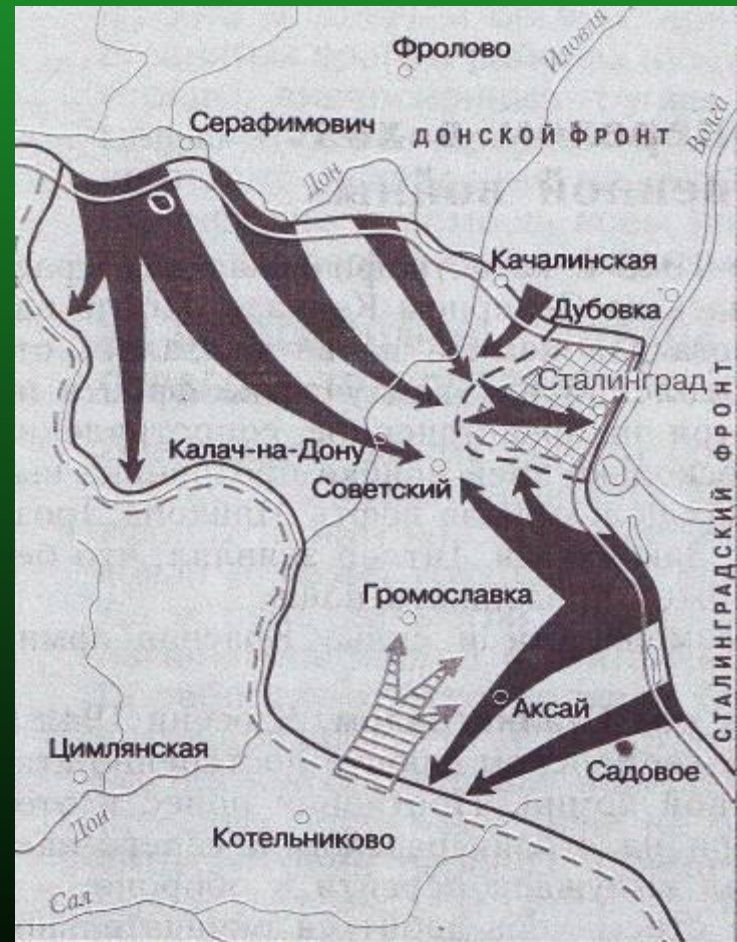 Фролово
Иловля
Серафимович
ДОНСКОЙ ФРОНТ
Волга
Дон
Качалинская
Дубовка
Сталинград
Калач-на-Дону
Советский
СТАЛИНГРАДСКИЙ ФРОНТ
Громославка
Аксай
Цимлянская
Садовое
Дон
Котельниково
Сал